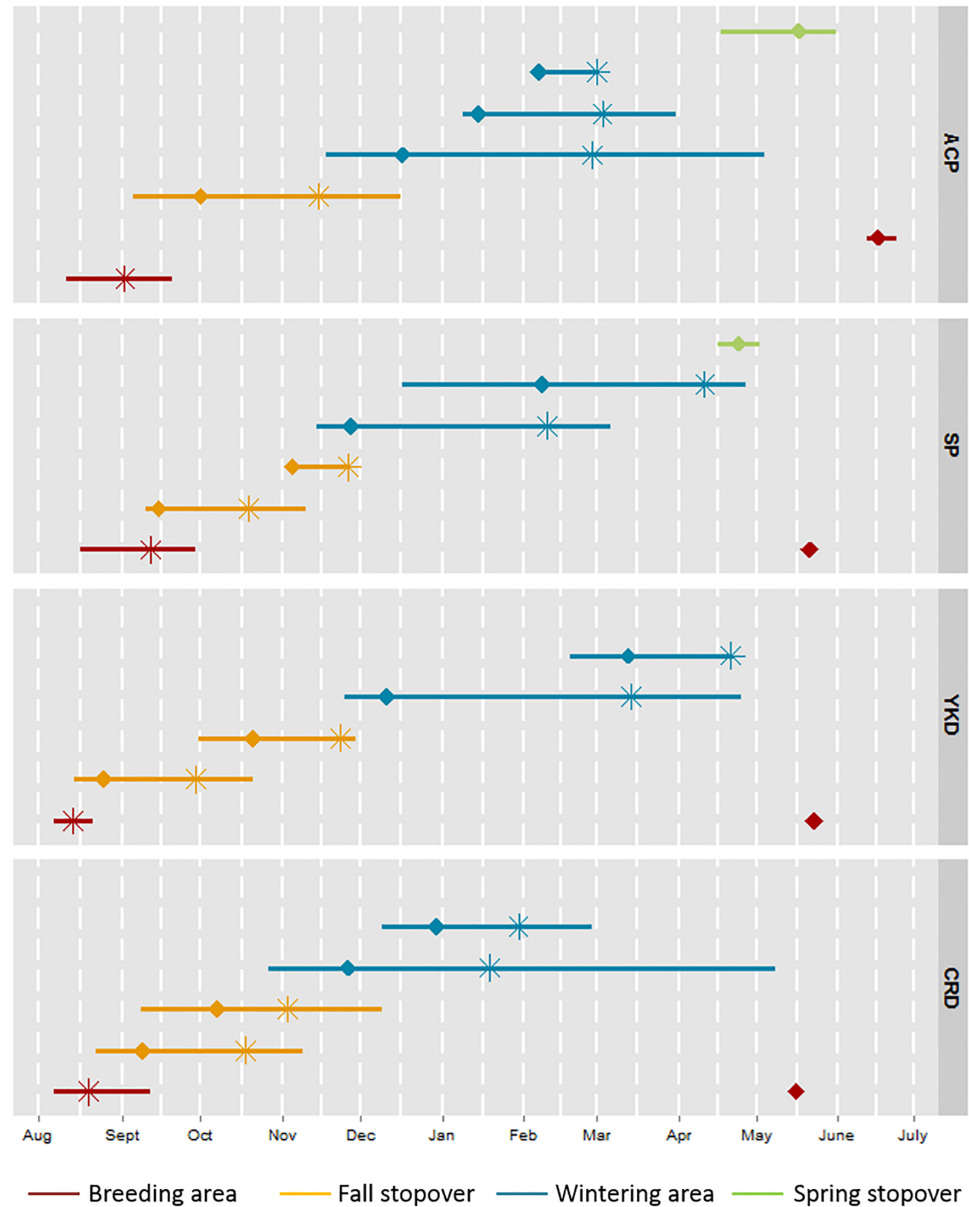 ACP
SP
YKD
CRD
Aug Sept Oct Nov Dec Jan Feb Mar Apr May June July
Breeding area Fall stopover Wintering area Spring stopover